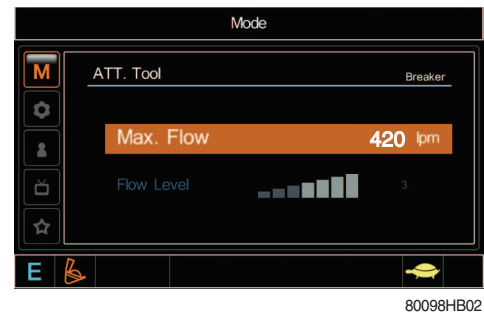 Mode
M
ATT. Tool Breaker
Max. Flow 420 lpm
Flow Level 3
E
80098HB02